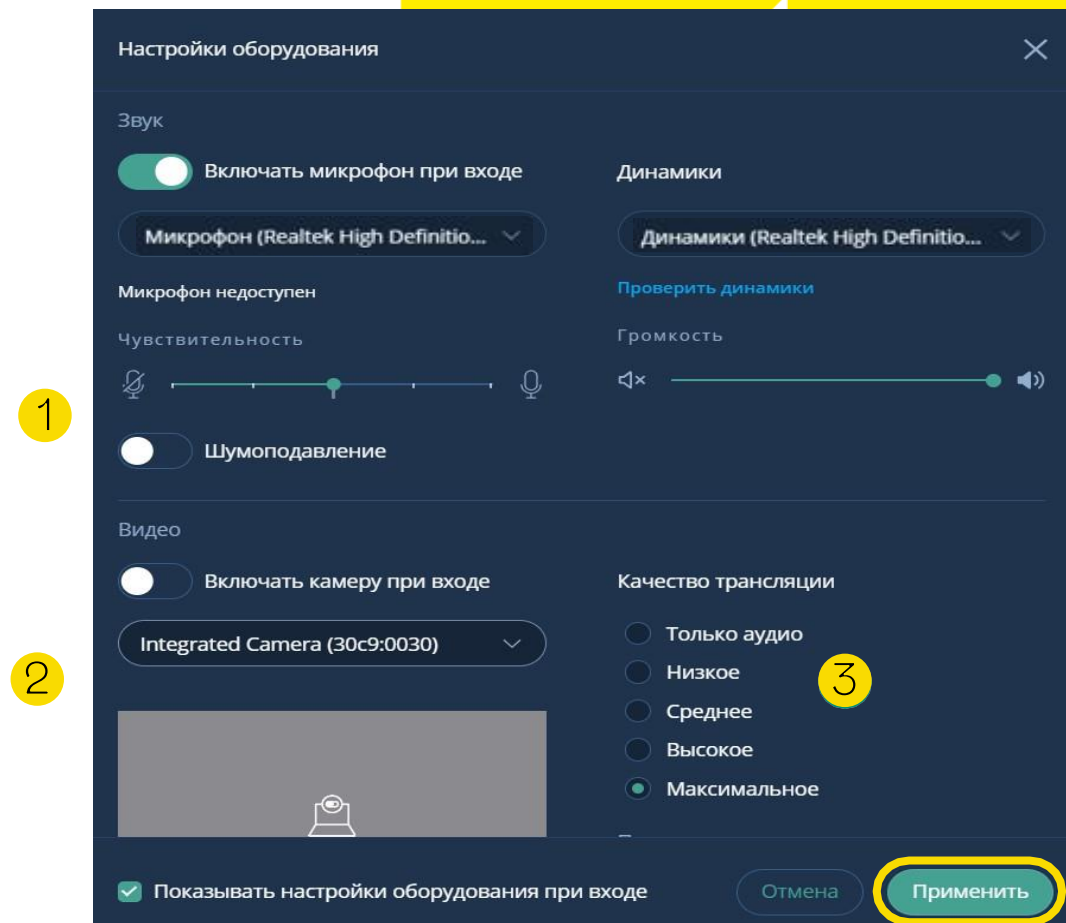 Настройки оборудования
Звук
Включать микрофон при входе
Динамики
Микрофон (Realtek High Definitio...
Динамики (Realtek High Definitio...
Микрофон недоступен
Проверить динамики
Чувствительность
Громкость
1
Шумоподавление
Видео
Включать камеру при входе
Качество трансляции
Integrated Camera (30c9:0030)
Только аудио
2
Низкое
3
Среднее
Высокое
Максимальное
Показывать настройки оборудования при входе
Отмена
Применить